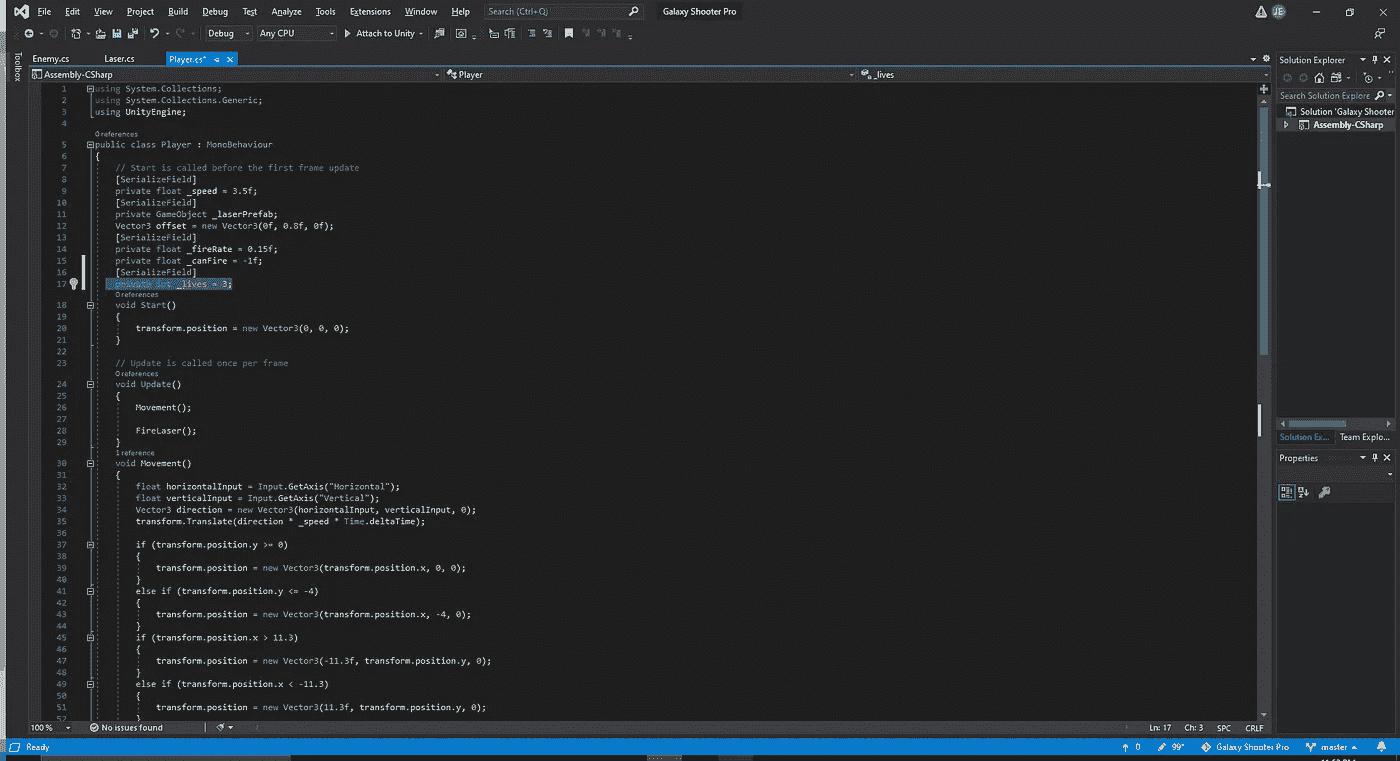 File Edit View Project Build Debug Test Analyze Tools Extensions Window Help Search (Ctrl+Q) Galaxy Shooter Pro JE
Debug Any CPU Attach to Unity
Toolbox
Enemy.cs Laser.cs Player.cs*
Assembly-CSharp Player _lives
1 using System.Collections;
2 using System.Collections.Generic;
3 using UnityEngine;
4
0 references
5 public class Player : MonoBehaviour
6 {
7 // Start is called before the first frame update
8 [SerializeField]
9 private float _speed = 3.5f;
10 [SerializeField]
11 private GameObject _laserPrefab;
12 Vector3 offset = new Vector3(0f, 0.8f, 0f);
13 [SerializeField]
14 private float _fireRate = 0.15f;
15 private float _canFire = -1f;
16 [SerializeField]
17 private int _lives = 3;
0 references
18 void Start()
19 {
20 transform.position = new Vector3(0, 0, 0);
21 }
22
23 // Update is called once per frame
0 references
24 void Update()
25 {
26 Movement();
27
28 FireLaser();
29 }
1 reference
30 void Movement()
31 {
32 float horizontalInput = Input.GetAxis("Horizontal");
33 float verticalInput = Input.GetAxis("Vertical");
34 Vector3 direction = new Vector3(horizontalInput, verticalInput, 0);
35 transform.Translate(direction * _speed * Time.deltaTime);
36
37 if (transform.position.y >= 0)
38 {
39 transform.position = new Vector3(transform.position.x, 0, 0);
40 }
41 else if (transform.position.y <= -4)
42 {
43 transform.position = new Vector3(transform.position.x, -4, 0);
44 }
45 if (transform.position.x > 11.3)
46 {
47 transform.position = new Vector3(-11.3f, transform.position.y, 0);
48 }
49 else if (transform.position.x < -11.3)
50 {
51 transform.position = new Vector3(11.3f, transform.position.y, 0);
52 }
100 % No issues found Ln: 17 Ch: 3 SPC CRLF
Solution Explorer
Search Solution Explore
Solution 'Galaxy Shooter
Assembly-CSharp
Solution Ex... Team Explo...
Properties
Ready 0 99* Galaxy Shooter Pro master